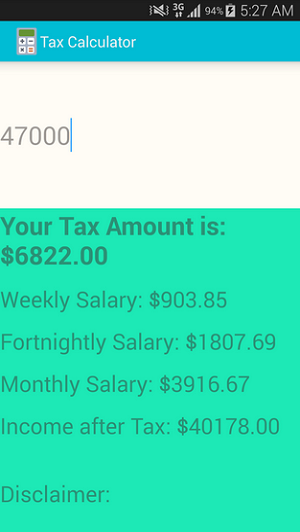 3G 94% 5:27 AM
Tax Calculator
47000
Your Tax Amount is:
$6822.00
Weekly Salary: $903.85
Fortnightly Salary: $1807.69
Monthly Salary: $3916.67
Income after Tax: $40178.00
Disclaimer: